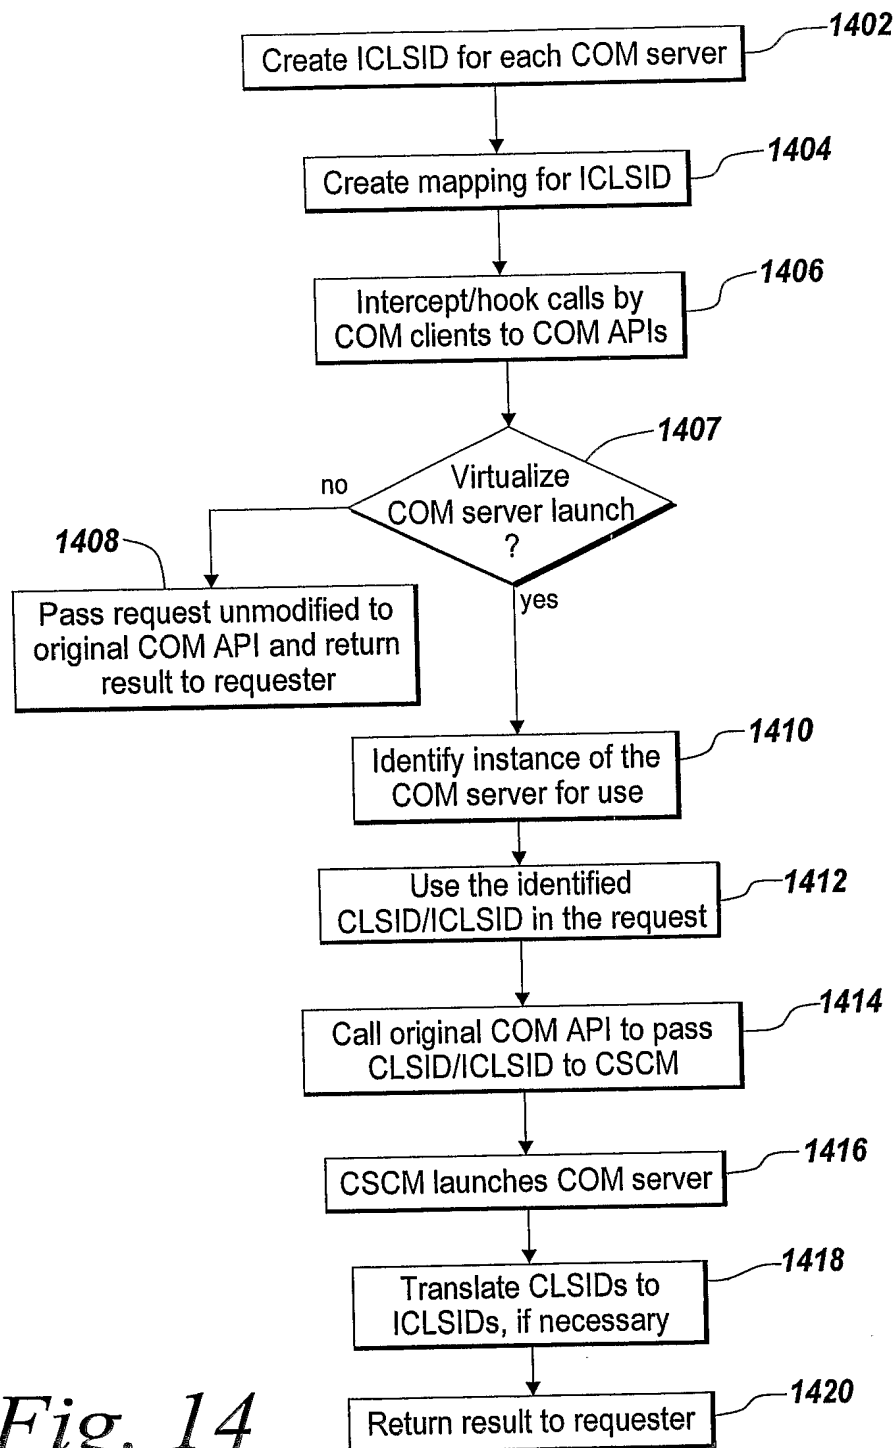 1402
Create ICLSID for each COM server
1404
Create mapping for ICLSID
1406
Intercept/hook calls by
COM clients to COM APIs
1407
Virtualize
COM server launch
?
no
yes
1408
Pass request unmodified to
original COM API and return
result to requester
1410
Identify instance of the
COM server for use
1412
Use the identified
CLSID/ICLSID in the request
1414
Call original COM API to pass
CLSID/ICLSID to CSCM
1416
CSCM launches COM server
1418
Translate CLSIDs to
ICLSIDs, if necessary
1420
Return result to requester
Fig. 14